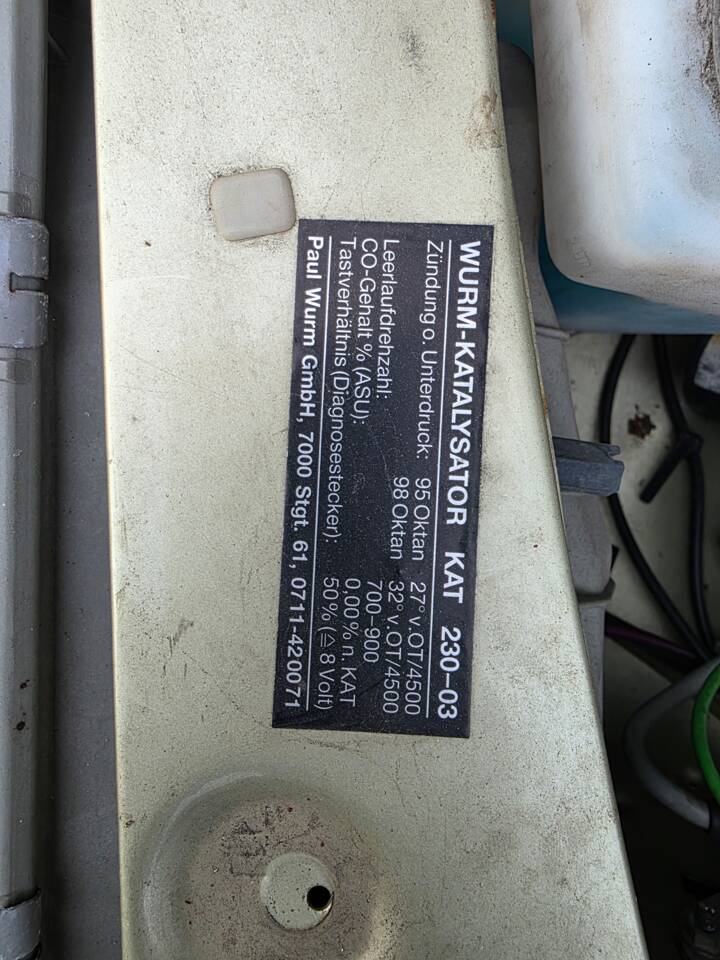 WURM-KATALYSATOR KAT 230-03
Zündung o. Unterdruck: 95 Oktan 27° v.OT/4500
98 Oktan 32° v.OT/4500
Leerlaufdrehzahl: 700-900
CO-Gehalt % (ASU): 0,00 % n. KAT
Tastverhältnis (Diagnosestecker): 50 % (≙ 8 Volt)
Paul Wurm GmbH, 7000 Stgt. 61, 0711-420071